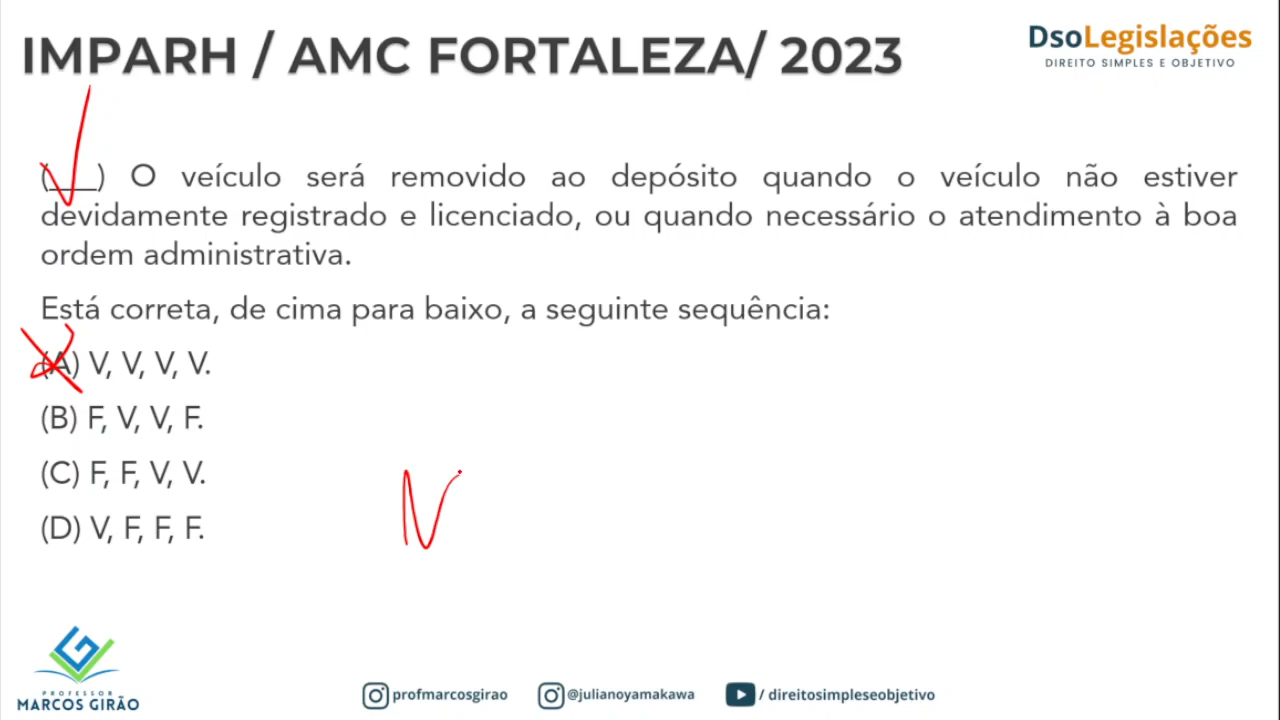 IMPARH / AMC FORTALEZA/ 2023
DsoLegislações
DIREITO SIMPLES E OBJETIVO
(___) O veículo será removido ao depósito quando o veículo não estiver
devidamente registrado e licenciado, ou quando necessário o atendimento à boa
ordem administrativa.
Está correta, de cima para baixo, a seguinte sequência:
(A) V, V, V, V.
(B) F, V, V, F.
(C) F, F, V, V.
(D) V, F, F, F.
N
PROFESSOR
MARCOS GIRÃO
profmarcosgirao
@julianoyamakawa
/ direitosimpleseobjetivo